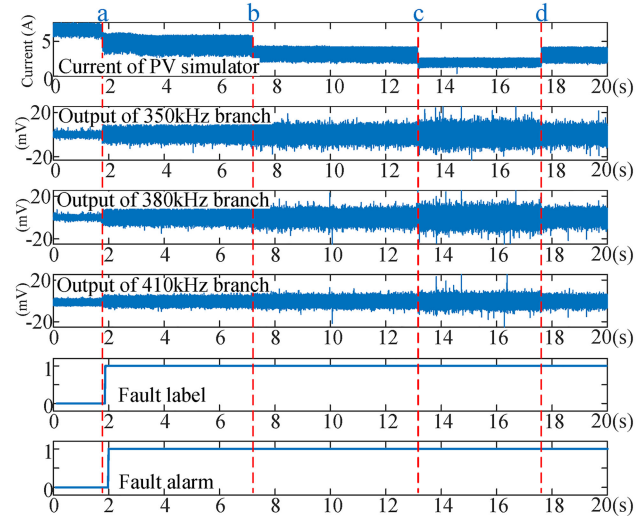 a b c d
Current (A)
5
0
Current of PV simulator
0 2 4 6 8 10 12 14 16 18 20(s)
(mV)
20
-20
Output of 350kHz branch
0 2 4 6 8 10 12 14 16 18 20(s)
(mV)
20
-20
Output of 380kHz branch
0 2 4 6 8 10 12 14 16 18 20(s)
(mV)
20
-20
Output of 410kHz branch
0 2 4 6 8 10 12 14 16 18 20(s)
1
0
Fault label
0 2 4 6 8 10 12 14 16 18 20(s)
1
0
Fault alarm
0 2 4 6 8 10 12 14 16 18 20(s)